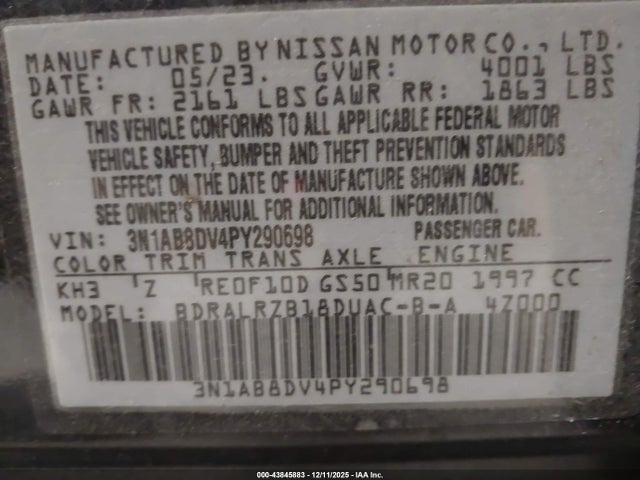 MANUFACTURED BY NISSAN MOTOR CO., LTD.
DATE: 05/23. GVWR: 4001 LBS
GAWR FR: 2161 LBS GAWR RR: 1863 LBS
THIS VEHICLE CONFORMS TO ALL APPLICABLE FEDERAL MOTOR
VEHICLE SAFETY, BUMPER AND THEFT PREVENTION STANDARDS
IN EFFECT ON THE DATE OF MANUFACTURE SHOWN ABOVE.
SEE OWNER'S MANUAL FOR ADDITIONAL INFORMATION.
VIN: 3N1AB8DV4PY290698 PASSENGER CAR.
COLOR TRIM TRANS AXLE ENGINE
KH3 Z RE0F10D GS50 MR20 1997 CC
MODEL: BDRALRZB18DUAC-B-A 4Z000
3N1AB8DV4PY290698
000-43845883 | 12/11/2025 | IAA Inc.